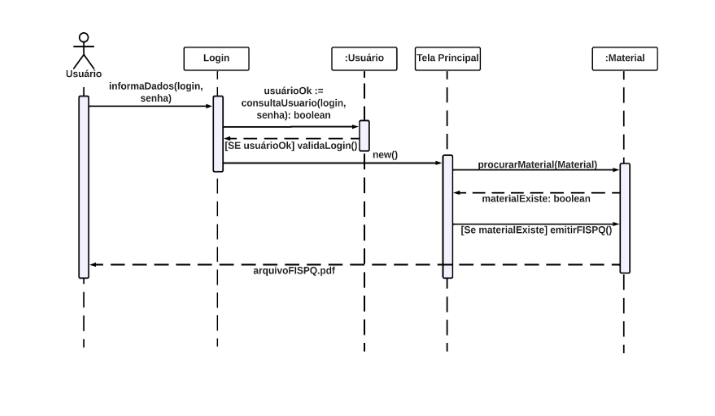 Usuário
Login
:Usuário
Tela Principal
:Material
informaDados(login,
senha)
usuárioOk :=
consultaUsuario(login,
senha): boolean
[SE usuárioOk] validaLogin()
new()
procurarMaterial(Material)
materialExiste: boolean
[Se materialExiste] emitirFISPQ()
arquivoFISPQ.pdf